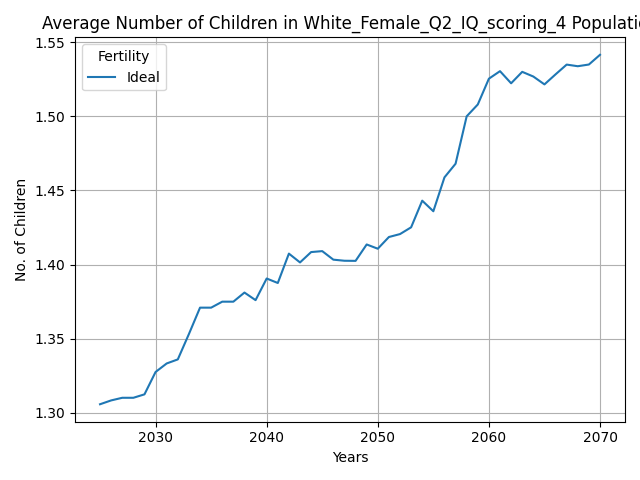 Average Number of Children in White_Female_Q2_IQ_scoring_4 Populatio
Fertility
Ideal
1.55
1.50
1.45
1.40
1.35
1.30
No. of Children
2030 2040 2050 2060 2070
Years